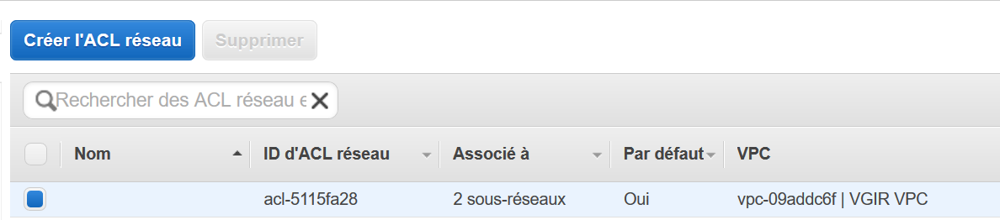 Créer l'ACL réseau Supprimer
Rechercher des ACL réseau e
Nom ID d'ACL réseau Associé à Par défaut VPC
acl-5115fa28 2 sous-réseaux Oui vpc-09addc6f | VGIR VPC